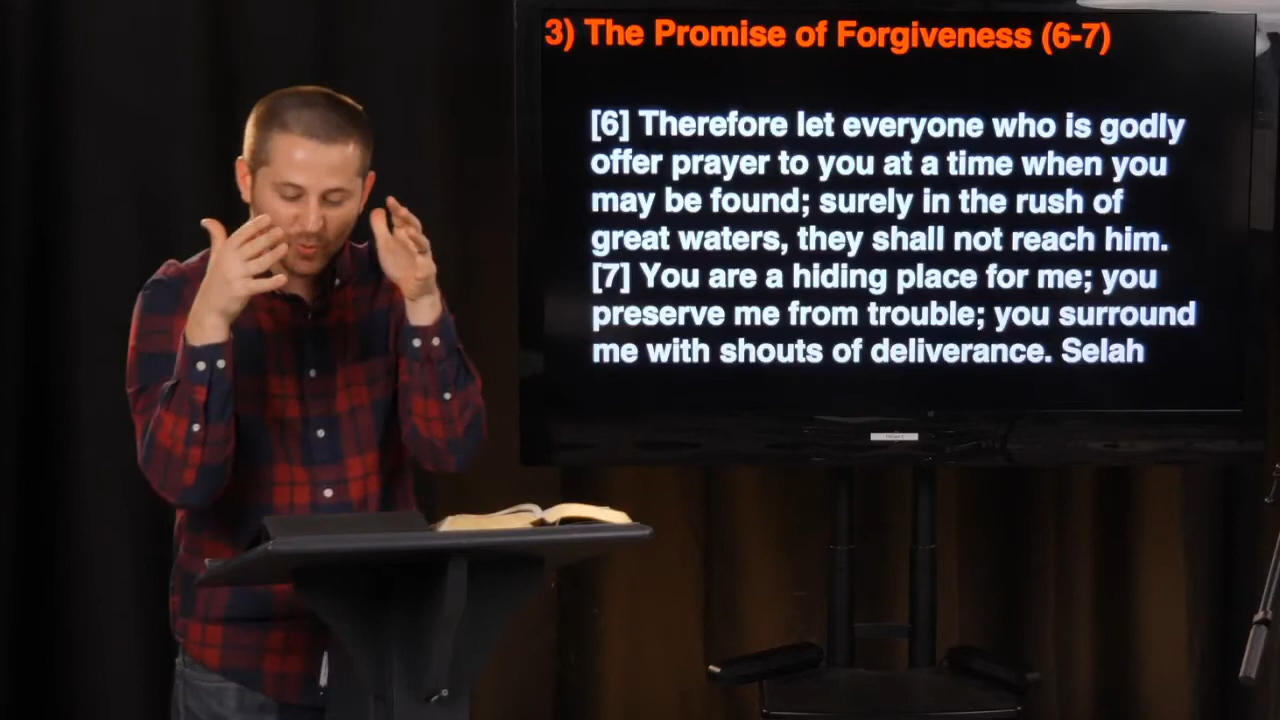 3) The Promise of Forgiveness (6-7)
[6] Therefore let everyone who is godly
offer prayer to you at a time when you
may be found; surely in the rush of
great waters, they shall not reach him.
[7] You are a hiding place for me; you
preserve me from trouble; you surround
me with shouts of deliverance. Selah